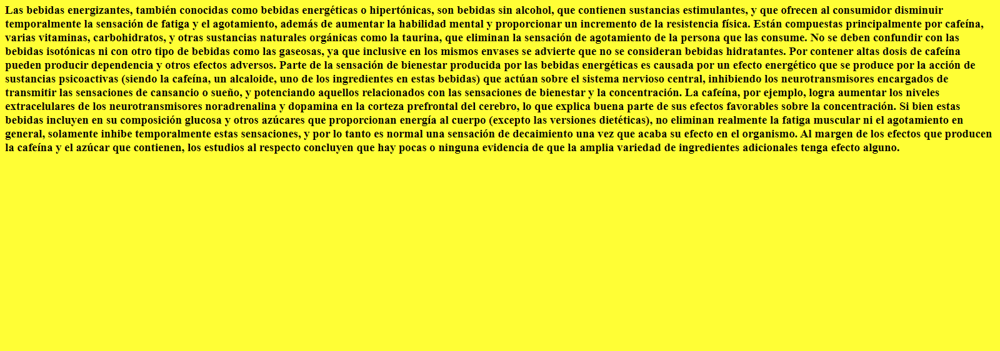 Las bebidas energizantes, también conocidas como bebidas energéticas o hipertónicas, son bebidas sin alcohol, que contienen sustancias estimulantes, y que ofrecen al consumidor disminuir
temporalmente la sensación de fatiga y el agotamiento, además de aumentar la habilidad mental y proporcionar un incremento de la resistencia física. Están compuestas principalmente por cafeína,
varias vitaminas, carbohidratos, y otras sustancias naturales orgánicas como la taurina, que eliminan la sensación de agotamiento de la persona que las consume. No se deben confundir con las
bebidas isotónicas ni con otro tipo de bebidas como las gaseosas, ya que inclusive en los mismos envases se advierte que no se consideran bebidas hidratantes. Por contener altas dosis de cafeína
pueden producir dependencia y otros efectos adversos. Parte de la sensación de bienestar producida por las bebidas energéticas es causada por un efecto energético que se produce por la acción de
sustancias psicoactivas (siendo la cafeína, un alcaloide, uno de los ingredientes en estas bebidas) que actúan sobre el sistema nervioso central, inhibiendo los neurotransmisores encargados de
transmitir las sensaciones de cansancio o sueño, y potenciando aquellos relacionados con las sensaciones de bienestar y la concentración. La cafeína, por ejemplo, logra aumentar los niveles
extracelulares de los neurotransmisores noradrenalina y dopamina en la corteza prefrontal del cerebro, lo que explica buena parte de sus efectos favorables sobre la concentración. Si bien estas
bebidas incluyen en su composición glucosa y otros azúcares que proporcionan energía al cuerpo (excepto las versiones dietéticas), no eliminan realmente la fatiga muscular ni el agotamiento en
general, solamente inhibe temporalmente estas sensaciones, y por lo tanto es normal una sensación de decaimiento una vez que acaba su efecto en el organismo. Al margen de los efectos que producen
la cafeína y el azúcar que contienen, los estudios al respecto concluyen que hay pocas o ninguna evidencia de que la amplia variedad de ingredientes adicionales tenga efecto alguno.